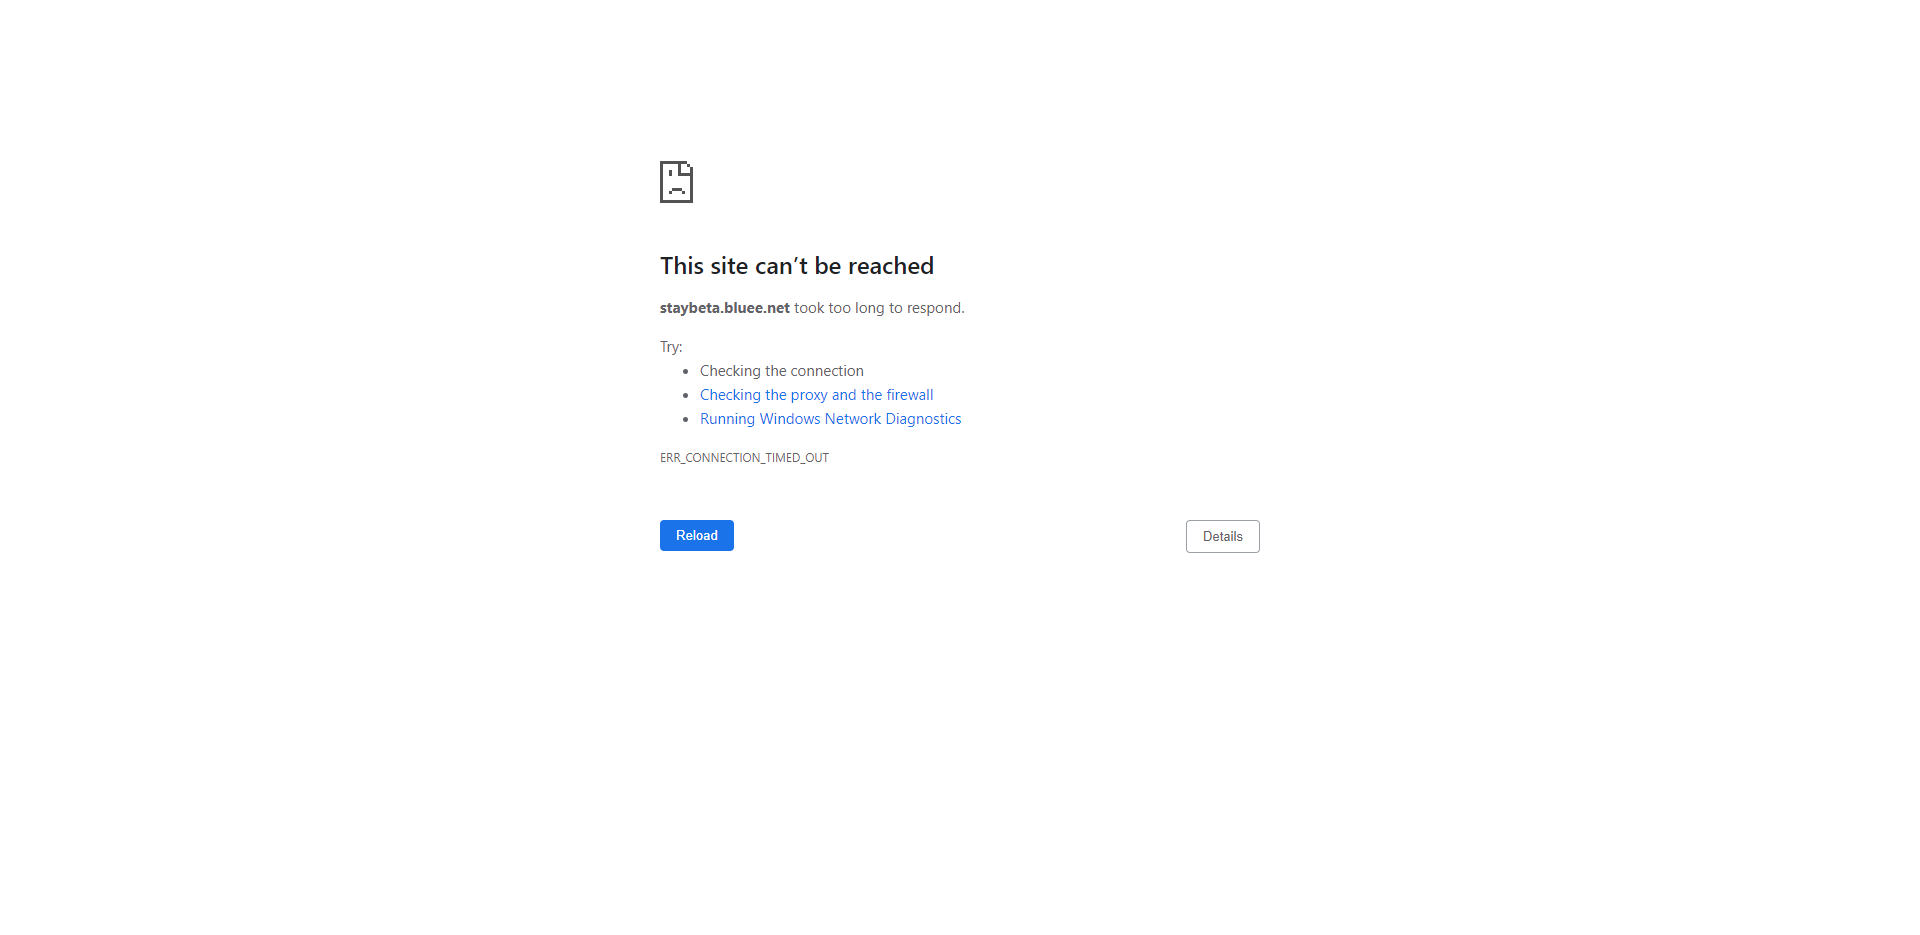 This site can’t be reached
staybeta.bluee.net took too long to respond.
Try:
Checking the connection
Checking the proxy and the firewall
Running Windows Network Diagnostics
ERR_CONNECTION_TIMED_OUT
Reload
Details